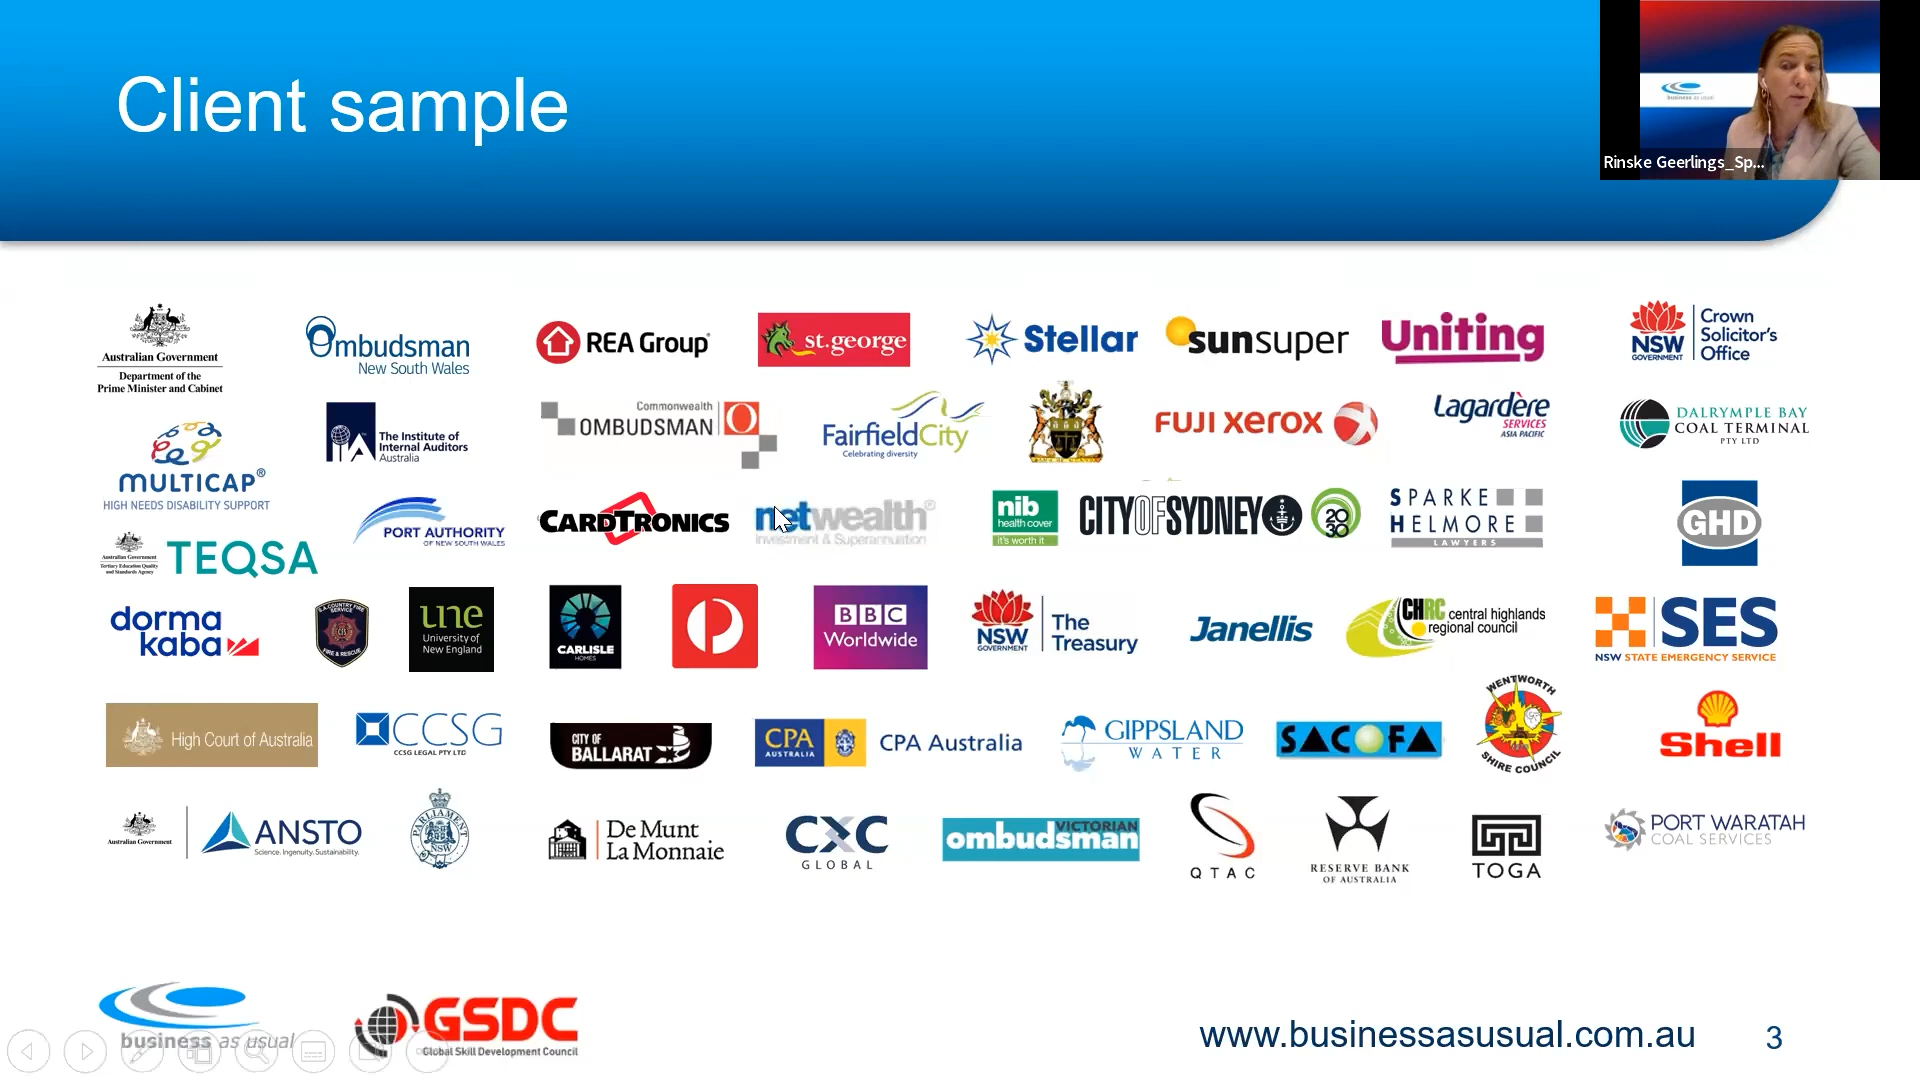 Client sample
business as usual
Rinske Geerlings_Sp...
Australian Government
Department of the
Prime Minister and Cabinet
Ombudsman
New South Wales
REA Group
st.george
Stellar
sunsuper
Uniting
NSW
GOVERNMENT
Crown
Solicitor's
Office
MULTICAP®
HIGH NEEDS DISABILITY SUPPORT
IIA
The Institute of
Internal Auditors
Australia
Commonwealth
OMBUDSMAN
FairfieldCity
Celebrating diversity
FUJI xerox
Lagardère
SERVICES
ASIA PACIFIC
DALRYMPLE BAY
COAL TERMINAL
PTY LTD
Australian Government
Tertiary Education Quality
and Standards Agency
TEQSA
PORT AUTHORITY
OF NEW SOUTH WALES
CARDTRONICS
netwealth®
Investment & Superannuation
nib
health cover
it's worth it
CITYOFSYDNEY
2030
SPARKE
HELMORE
LAWYERS
GHD
dorma
kaba
S.A. COUNTRY FIRE
SERVICE
CFS
FIRE & RESCUE
une
University of
New England
CARLISLE
HOMES
BBC
Worldwide
NSW
GOVERNMENT
The
Treasury
Janellis
CHRC central highlands
regional council
SES
NSW STATE EMERGENCY SERVICE
High Court of Australia
CCSG
CCSG LEGAL PTY LTD
CITY OF
BALLARAT
CPA
AUSTRALIA
CPA Australia
GIPPSLAND
WATER
SACOFA
WENTWORTH
SHIRE COUNCIL
Shell
Australian Government
ANSTO
Science. Ingenuity. Sustainability.
PARLIAMENT
NSW
De Munt
La Monnaie
CXC
GLOBAL
VICTORIAN
ombudsman
QTAC
RESERVE BANK
OF AUSTRALIA
TOGA
PORT WARATAH
COAL SERVICES
business as usual
GSDC
Global Skill Development Council
www.businessasusual.com.au
3